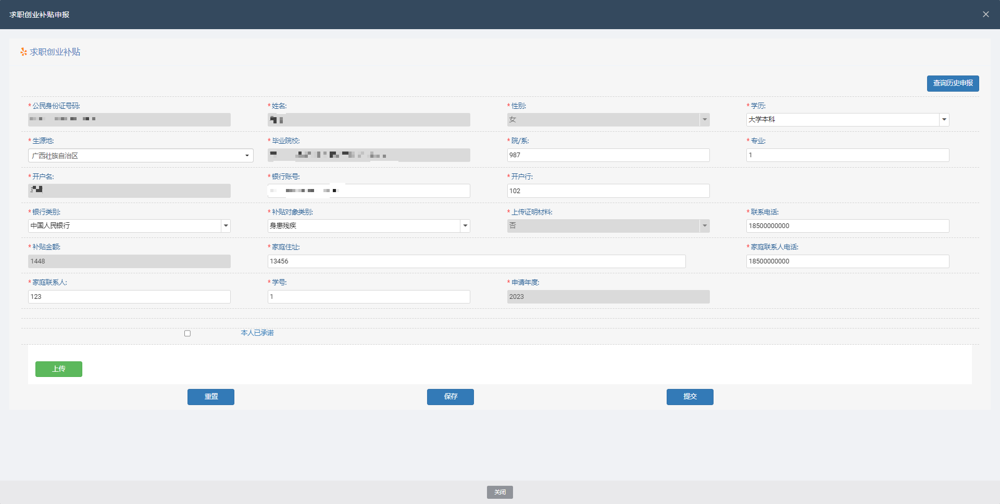 求职创业补贴申报
求职创业补贴
查询历史申报
*公民身份证号码:
*姓名:
*性别:
*学历:
女
大学本科
*生源地:
*毕业院校:
*院/系:
*专业:
广西壮族自治区
987
1
*开户名:
*银行账号:
*开户行:
102
*银行类别:
*补贴对象类别:
*上传证明材料:
*联系电话:
中国人民银行
身患残疾
否
18500000000
*补贴金额:
*家庭住址:
*家庭联系人电话:
1448
13456
18500000000
*家庭联系人:
*学号:
*申请年度:
123
1
2023
本人已承诺
上传
重置
保存
提交
关闭